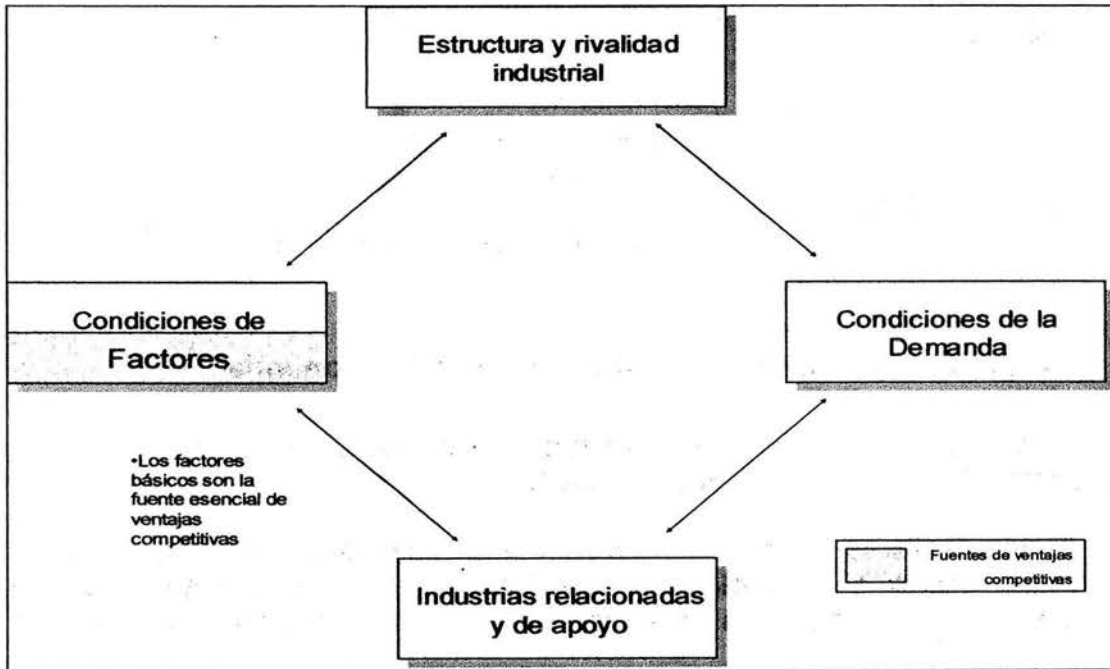 Estructura y rivalidad
industrial
Condiciones de
Factores
Condiciones de la
Demanda
•Los factores
básicos son la
fuente esencial de
ventajas
competitivas
Industrias relacionadas
y de apoyo
Fuentes de ventajas
competitivas